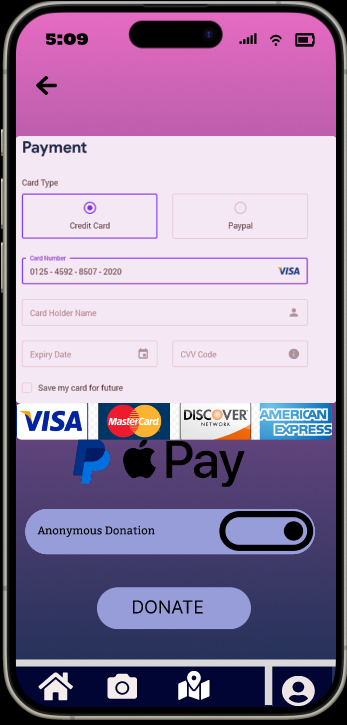 5:09
Payment
Card Type
Credit Card
Paypal
Card Number
0125 - 4592 - 8507 - 2020 VISA
Card Holder Name
Expiry Date
CVV Code
Save my card for future
VISA
MasterCard
DISCOVER
NETWORK
AMERICAN
EXPRESS
Pay
Anonymous Donation
DONATE